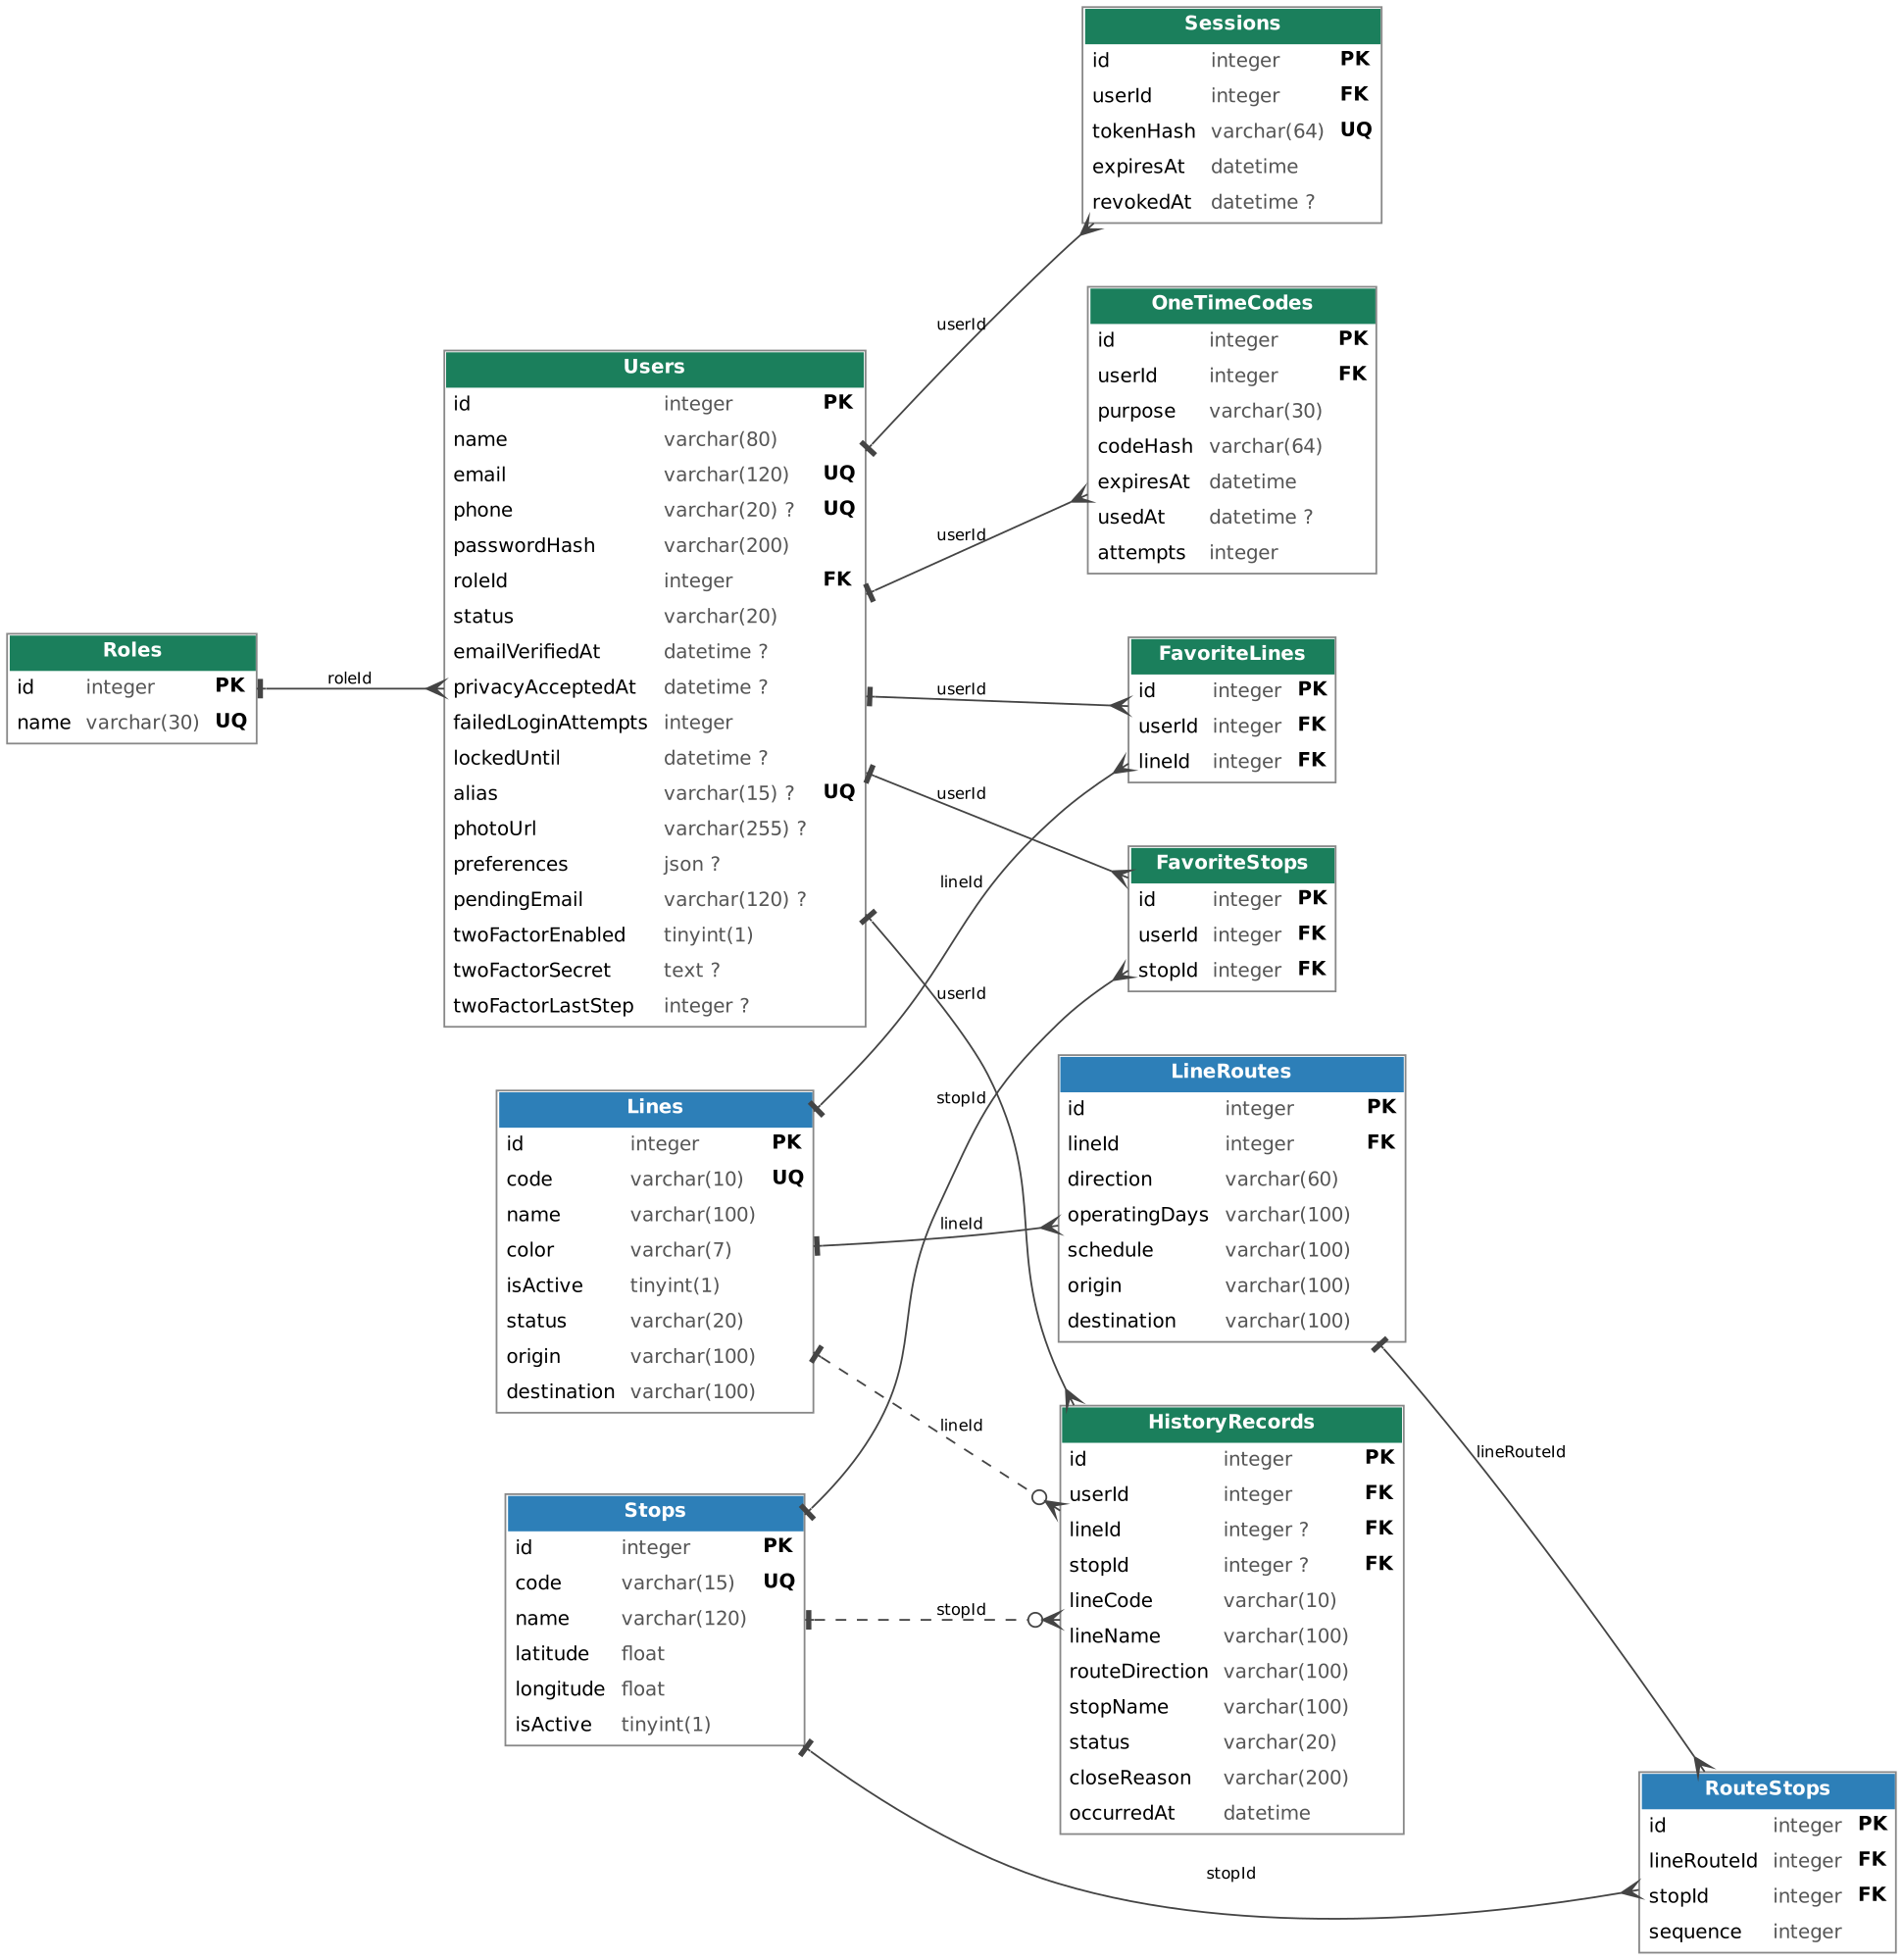 Sessions
id integer PK
userId integer FK
tokenHash varchar(64) UQ
expiresAt datetime
revokedAt datetime ?
userId
OneTimeCodes
id integer PK
userId integer FK
purpose varchar(30)
codeHash varchar(64)
expiresAt datetime
usedAt datetime ?
attempts integer
userId
Users
id integer PK
name varchar(80)
email varchar(120) UQ
phone varchar(20) ? UQ
passwordHash varchar(200)
roleId integer FK
status varchar(20)
emailVerifiedAt datetime ?
privacyAcceptedAt datetime ?
failedLoginAttempts integer
lockedUntil datetime ?
alias varchar(15) ? UQ
photoUrl varchar(255) ?
preferences json ?
pendingEmail varchar(120) ?
twoFactorEnabled tinyint(1)
twoFactorSecret text ?
twoFactorLastStep integer ?
Roles
id integer PK
name varchar(30) UQ
roleId
userId
FavoriteLines
id integer PK
userId integer FK
lineId integer FK
userId
lineId
FavoriteStops
id integer PK
userId integer FK
stopId integer FK
userId
stopId
Lines
id integer PK
code varchar(10) UQ
name varchar(100)
color varchar(7)
isActive tinyint(1)
status varchar(20)
origin varchar(100)
destination varchar(100)
lineId
LineRoutes
id integer PK
lineId integer FK
direction varchar(60)
operatingDays varchar(100)
schedule varchar(100)
origin varchar(100)
destination varchar(100)
lineId
lineRouteId
HistoryRecords
id integer PK
userId integer FK
lineId integer ? FK
stopId integer ? FK
lineCode varchar(10)
lineName varchar(100)
routeDirection varchar(100)
stopName varchar(100)
status varchar(20)
closeReason varchar(200)
occurredAt datetime
Stops
id integer PK
code varchar(15) UQ
name varchar(120)
latitude float
longitude float
isActive tinyint(1)
stopId
stopId
RouteStops
id integer PK
lineRouteId integer FK
stopId integer FK
sequence integer